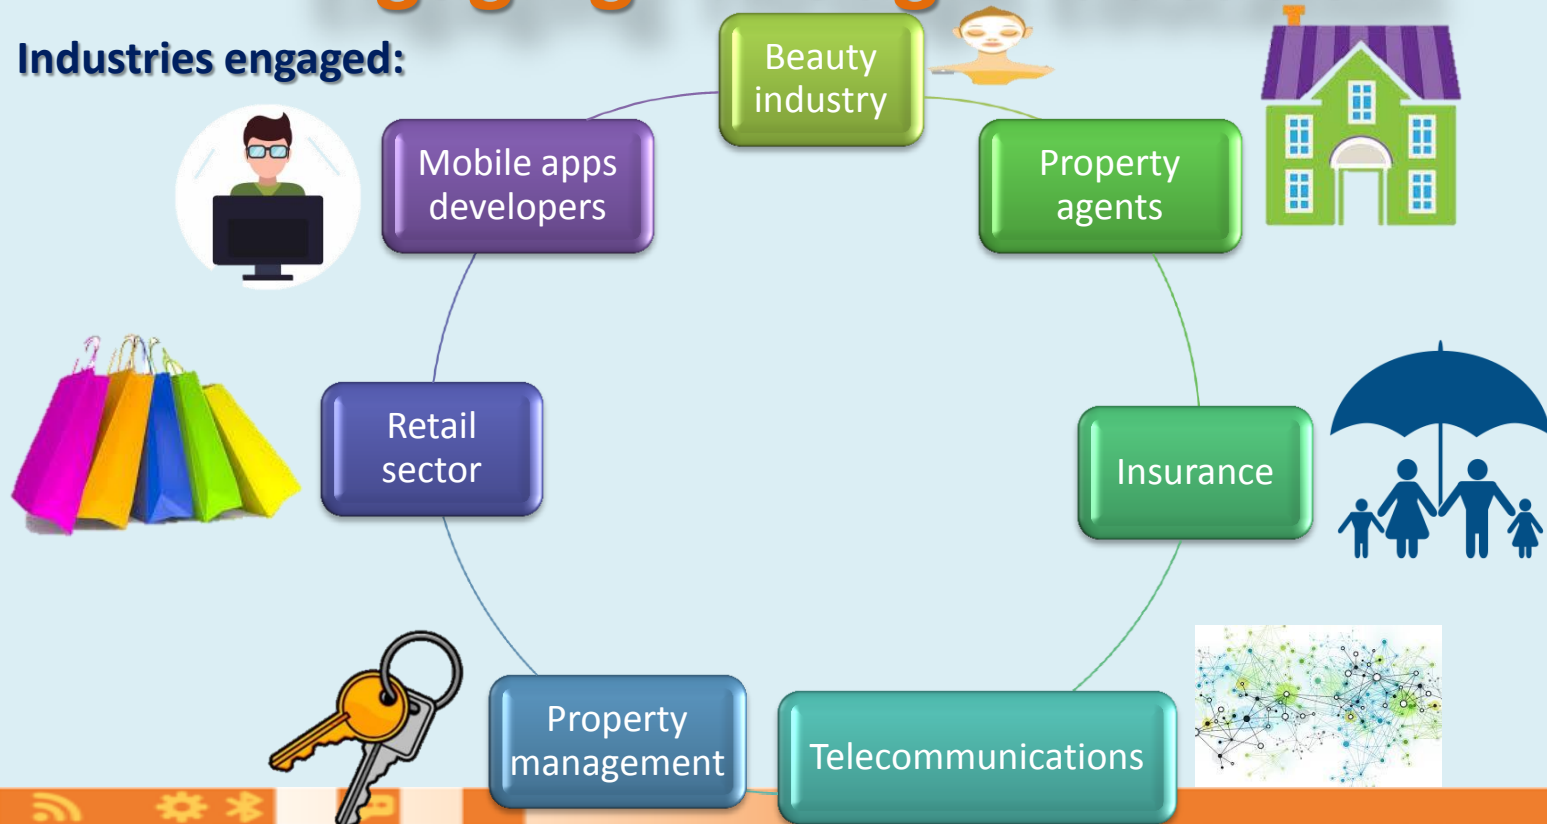 Industries engaged:
Beauty
industry
Property
agents
Insurance
Telecommunications
Property
management
Retail
sector
Mobile apps
developers